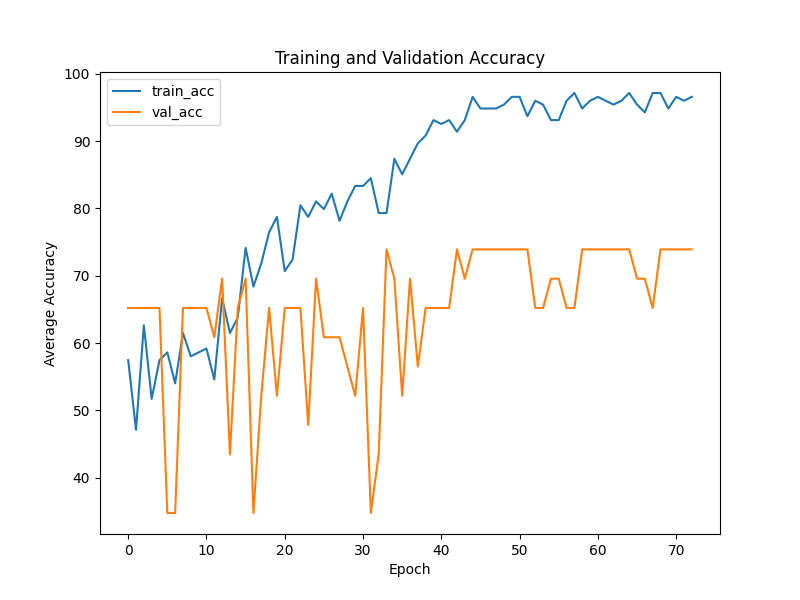 Training and Validation Accuracy
train_acc
val_acc
100
90
80
70
60
50
40
Average Accuracy
0 10 20 30 40 50 60 70
Epoch